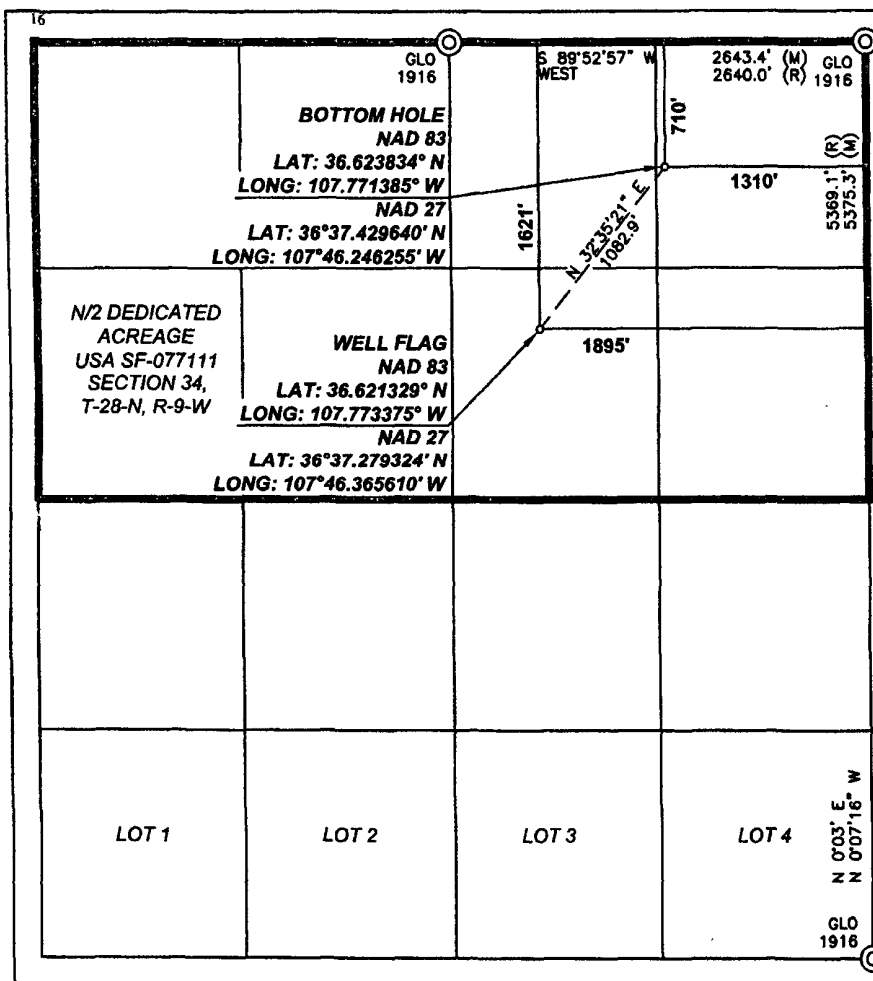 16
GLO
1916
S 89°52'57" W
WEST
2643.4' (M)
2640.0' (R)
GLO
1916
BOTTOM HOLE
NAD 83
LAT: 36.623834° N
LONG: 107.771385° W
NAD 27
LAT: 36°37.429640' N
LONG: 107°46.246255' W
710'
1310'
5369.1' (R)
5375.3' (M)
1621'
N 32°35'21" E
1082.9'
N/2 DEDICATED
ACREAGE
USA SF-077111
SECTION 34,
T-28-N, R-9-W
WELL FLAG
NAD 83
LAT: 36.621329° N
LONG: 107.773375° W
NAD 27
LAT: 36°37.279324' N
LONG: 107°46.365610' W
1895'
LOT 1
LOT 2
LOT 3
LOT 4
N 0°03' E
N 0°07'16" W
GLO
1916